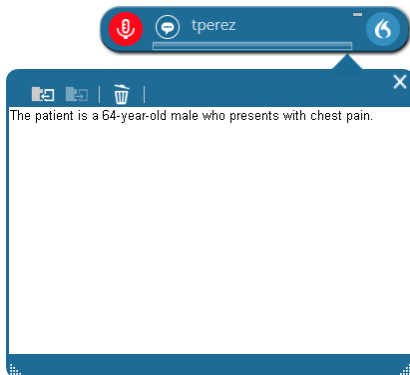 tperez
The patient is a 64-year-old male who presents with chest pain.